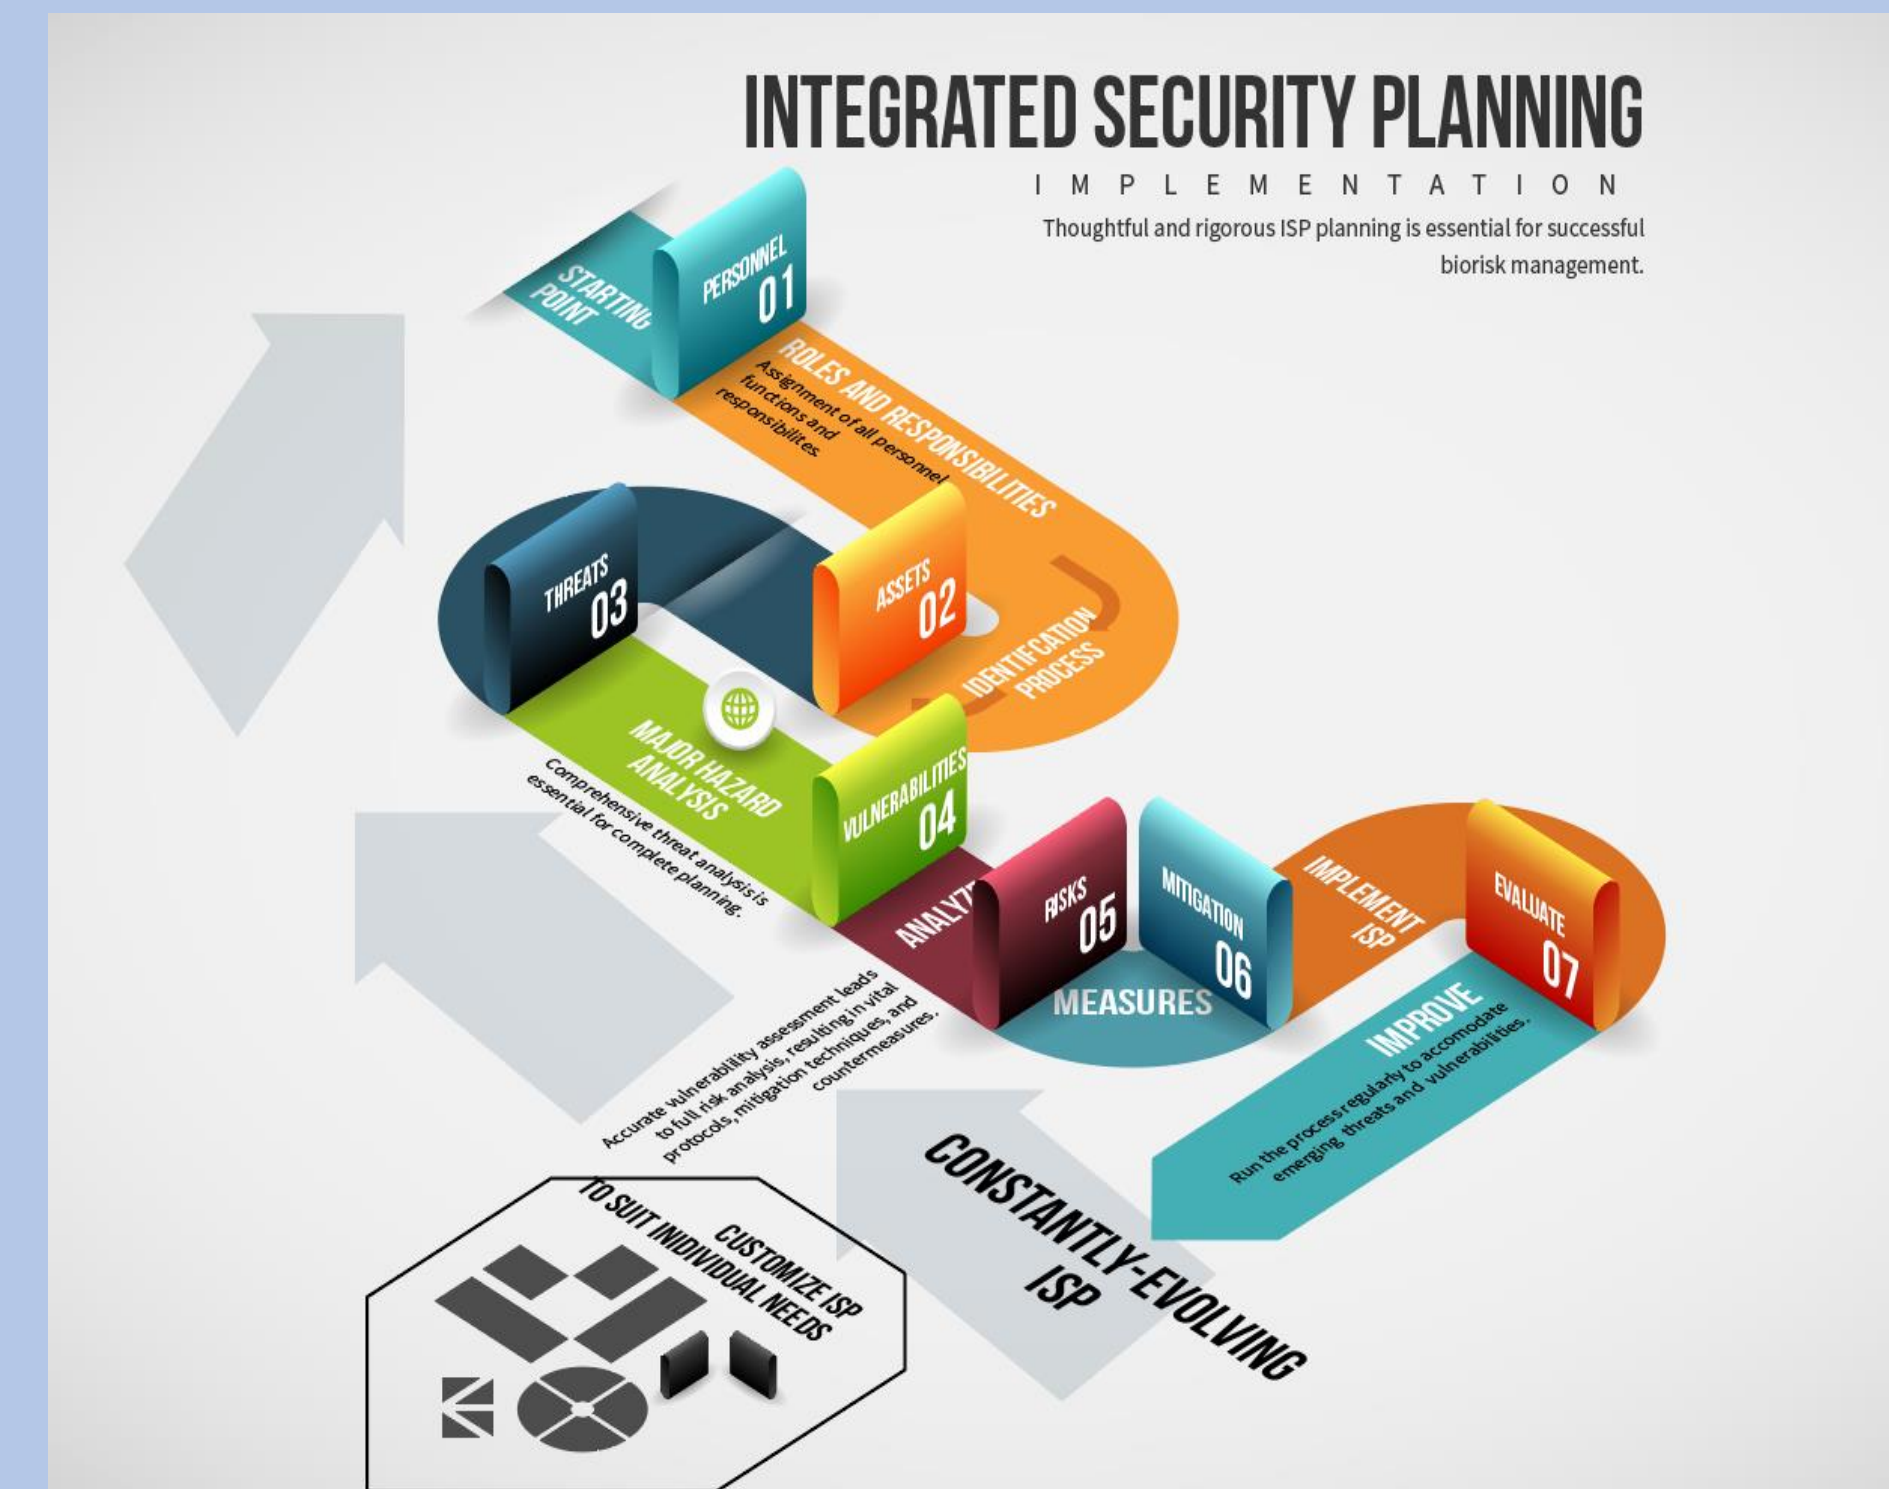 INTEGRATED SECURITY PLANNING
IMPLEMENTATION
Thoughtful and rigorous ISP planning is essential for successful
biorisk management.
STARTING
POINT
PERSONNEL
01
ROLES AND RESPONSIBILITIES
Assignment of all personnel
functions and
responsibilites.
ASSETS
02
IDENTIFCATION
PROCESS
THREATS
03
MAJOR HAZARD
ANALYSIS
Comprehensive threat analysis is
essential for complete planning.
VULNERABILITIES
04
ANALYZE
RISKS
05
Accurate vulnerablility assessment leads
to full risk analysis, resulting in vital
protocols, mitigation techniques, and
countermeasures.
MEASURES
MITIGATION
06
IMPLEMENT
ISP
EVALUATE
07
IMPROVE
Run the process regularly to accomodate
emerging threats and vulnerabilities.
CONSTANTLY-EVOLVING
ISP
CUSTOMIZE ISP
TO SUIT INIDIVIDUAL NEEDS